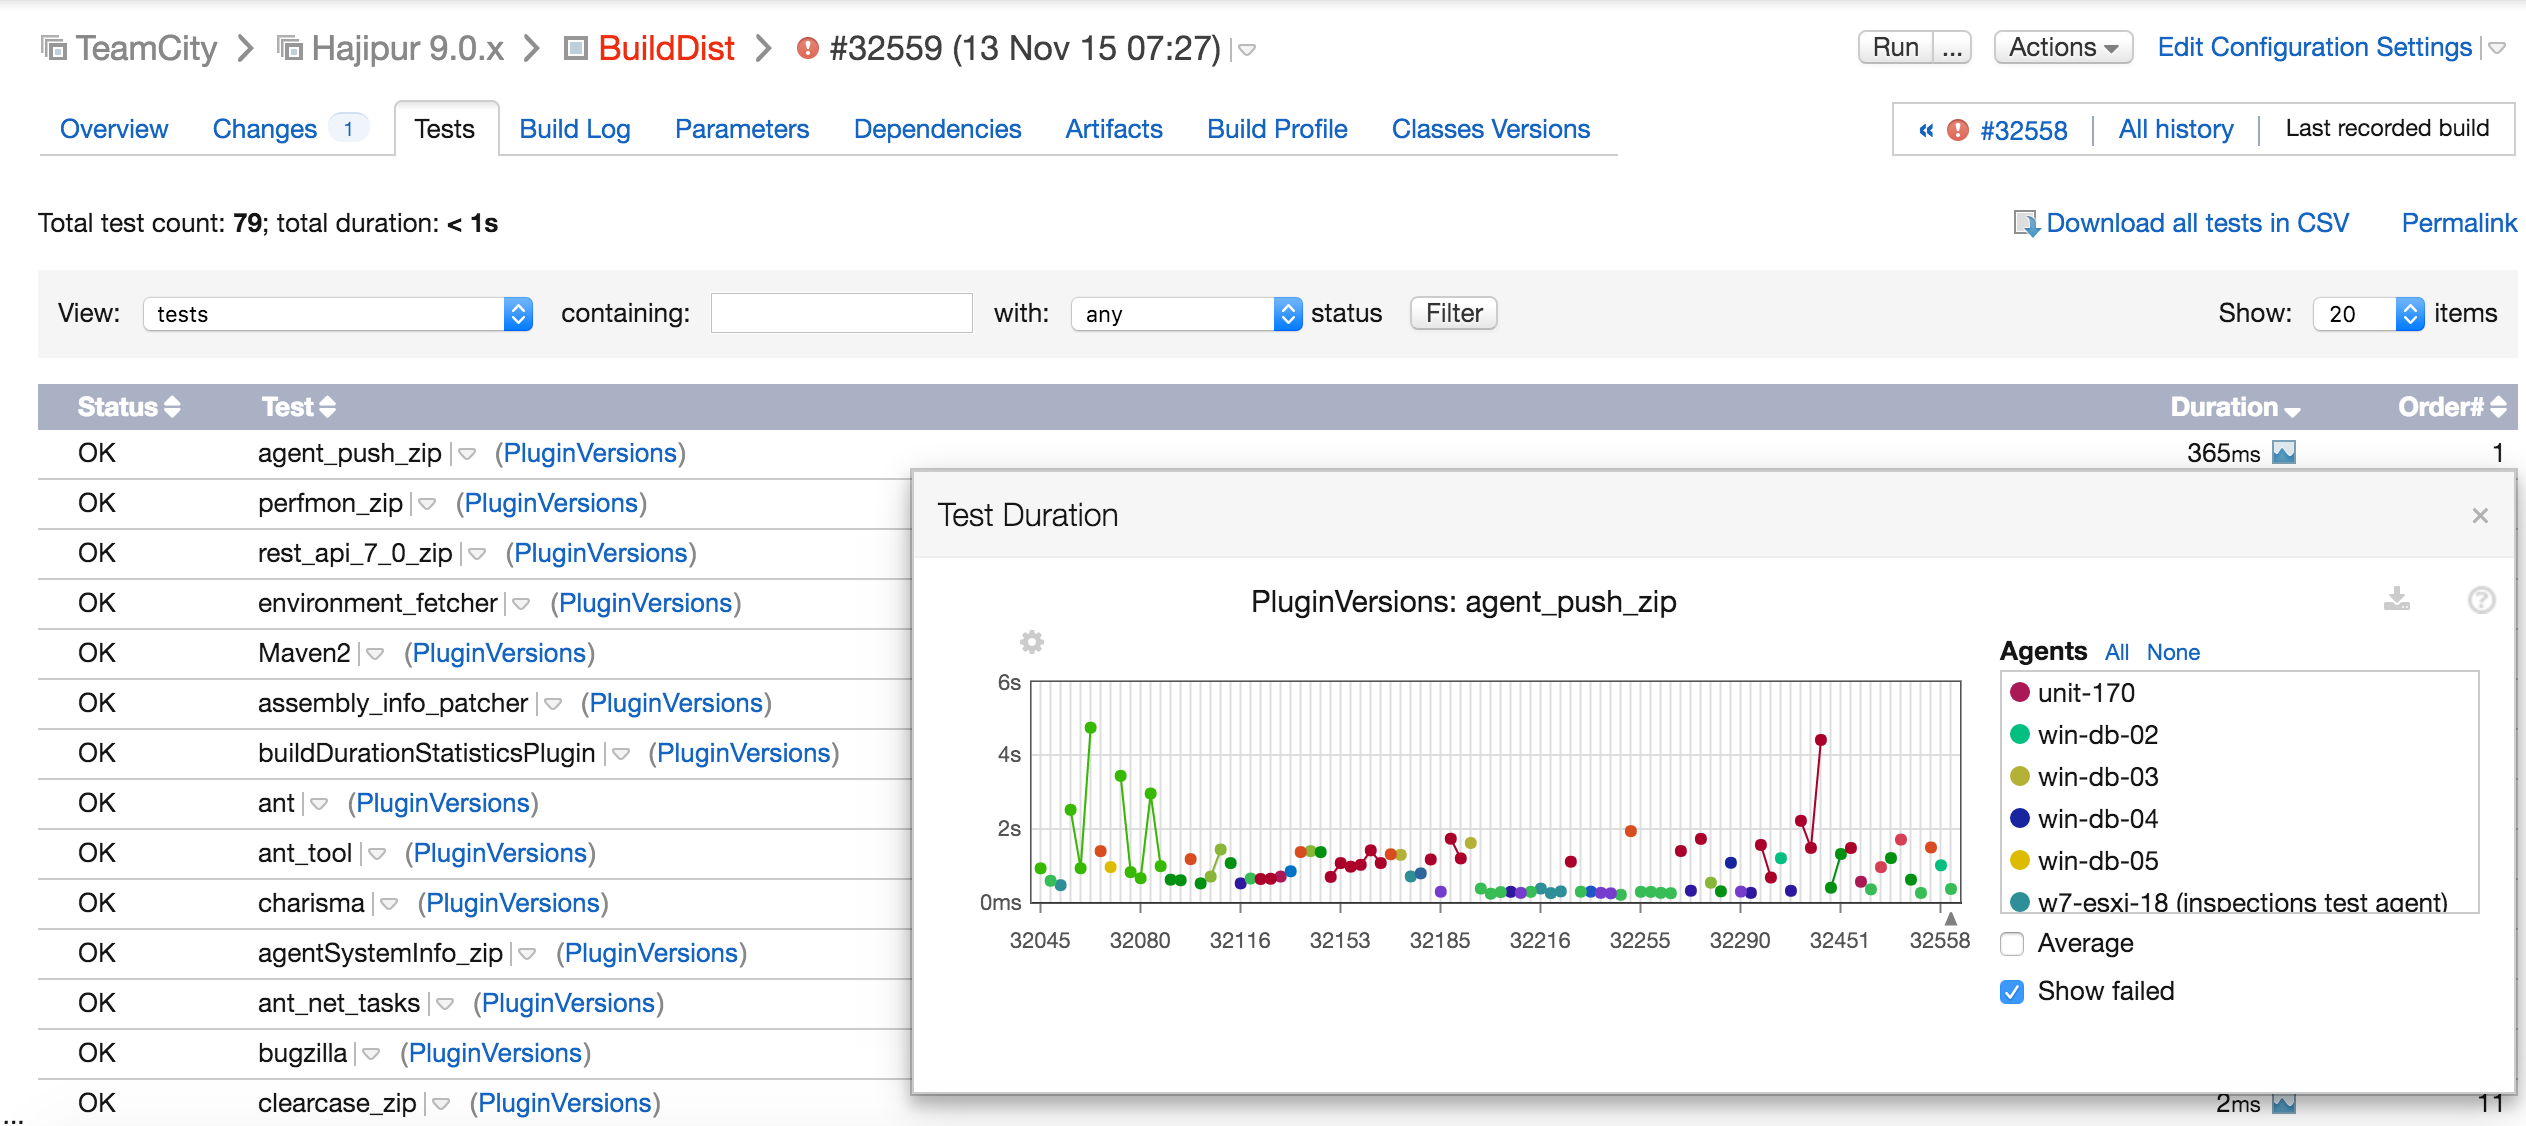 TeamCity > Hajipur 9.0.x > BuildDist > #32559 (13 Nov 15 07:27)
Run ... Actions Edit Configuration Settings
Overview Changes 1 Tests Build Log Parameters Dependencies Artifacts Build Profile Classes Versions
« #32558 | All history | Last recorded build
Total test count: 79; total duration: < 1s
Download all tests in CSV Permalink
View: tests containing: with: any status Filter Show: 20 items
Status Test Duration Order#
OK agent_push_zip (PluginVersions) 365ms 1
OK perfmon_zip (PluginVersions)
OK rest_api_7_0_zip (PluginVersions)
OK environment_fetcher (PluginVersions)
OK Maven2 (PluginVersions)
OK assembly_info_patcher (PluginVersions)
OK buildDurationStatisticsPlugin (PluginVersions)
OK ant (PluginVersions)
OK ant_tool (PluginVersions)
OK charisma (PluginVersions)
OK agentSystemInfo_zip (PluginVersions)
OK ant_net_tasks (PluginVersions)
OK bugzilla (PluginVersions)
OK clearcase_zip (PluginVersions) 2ms 11
...
Test Duration ×
PluginVersions: agent_push_zip
?
6s
4s
2s
0ms
32045 32080 32116 32153 32185 32216 32255 32290 32451 32558
Agents All None
unit-170
win-db-02
win-db-03
win-db-04
win-db-05
w7-esxi-18 (inspections test agent)
Average
Show failed